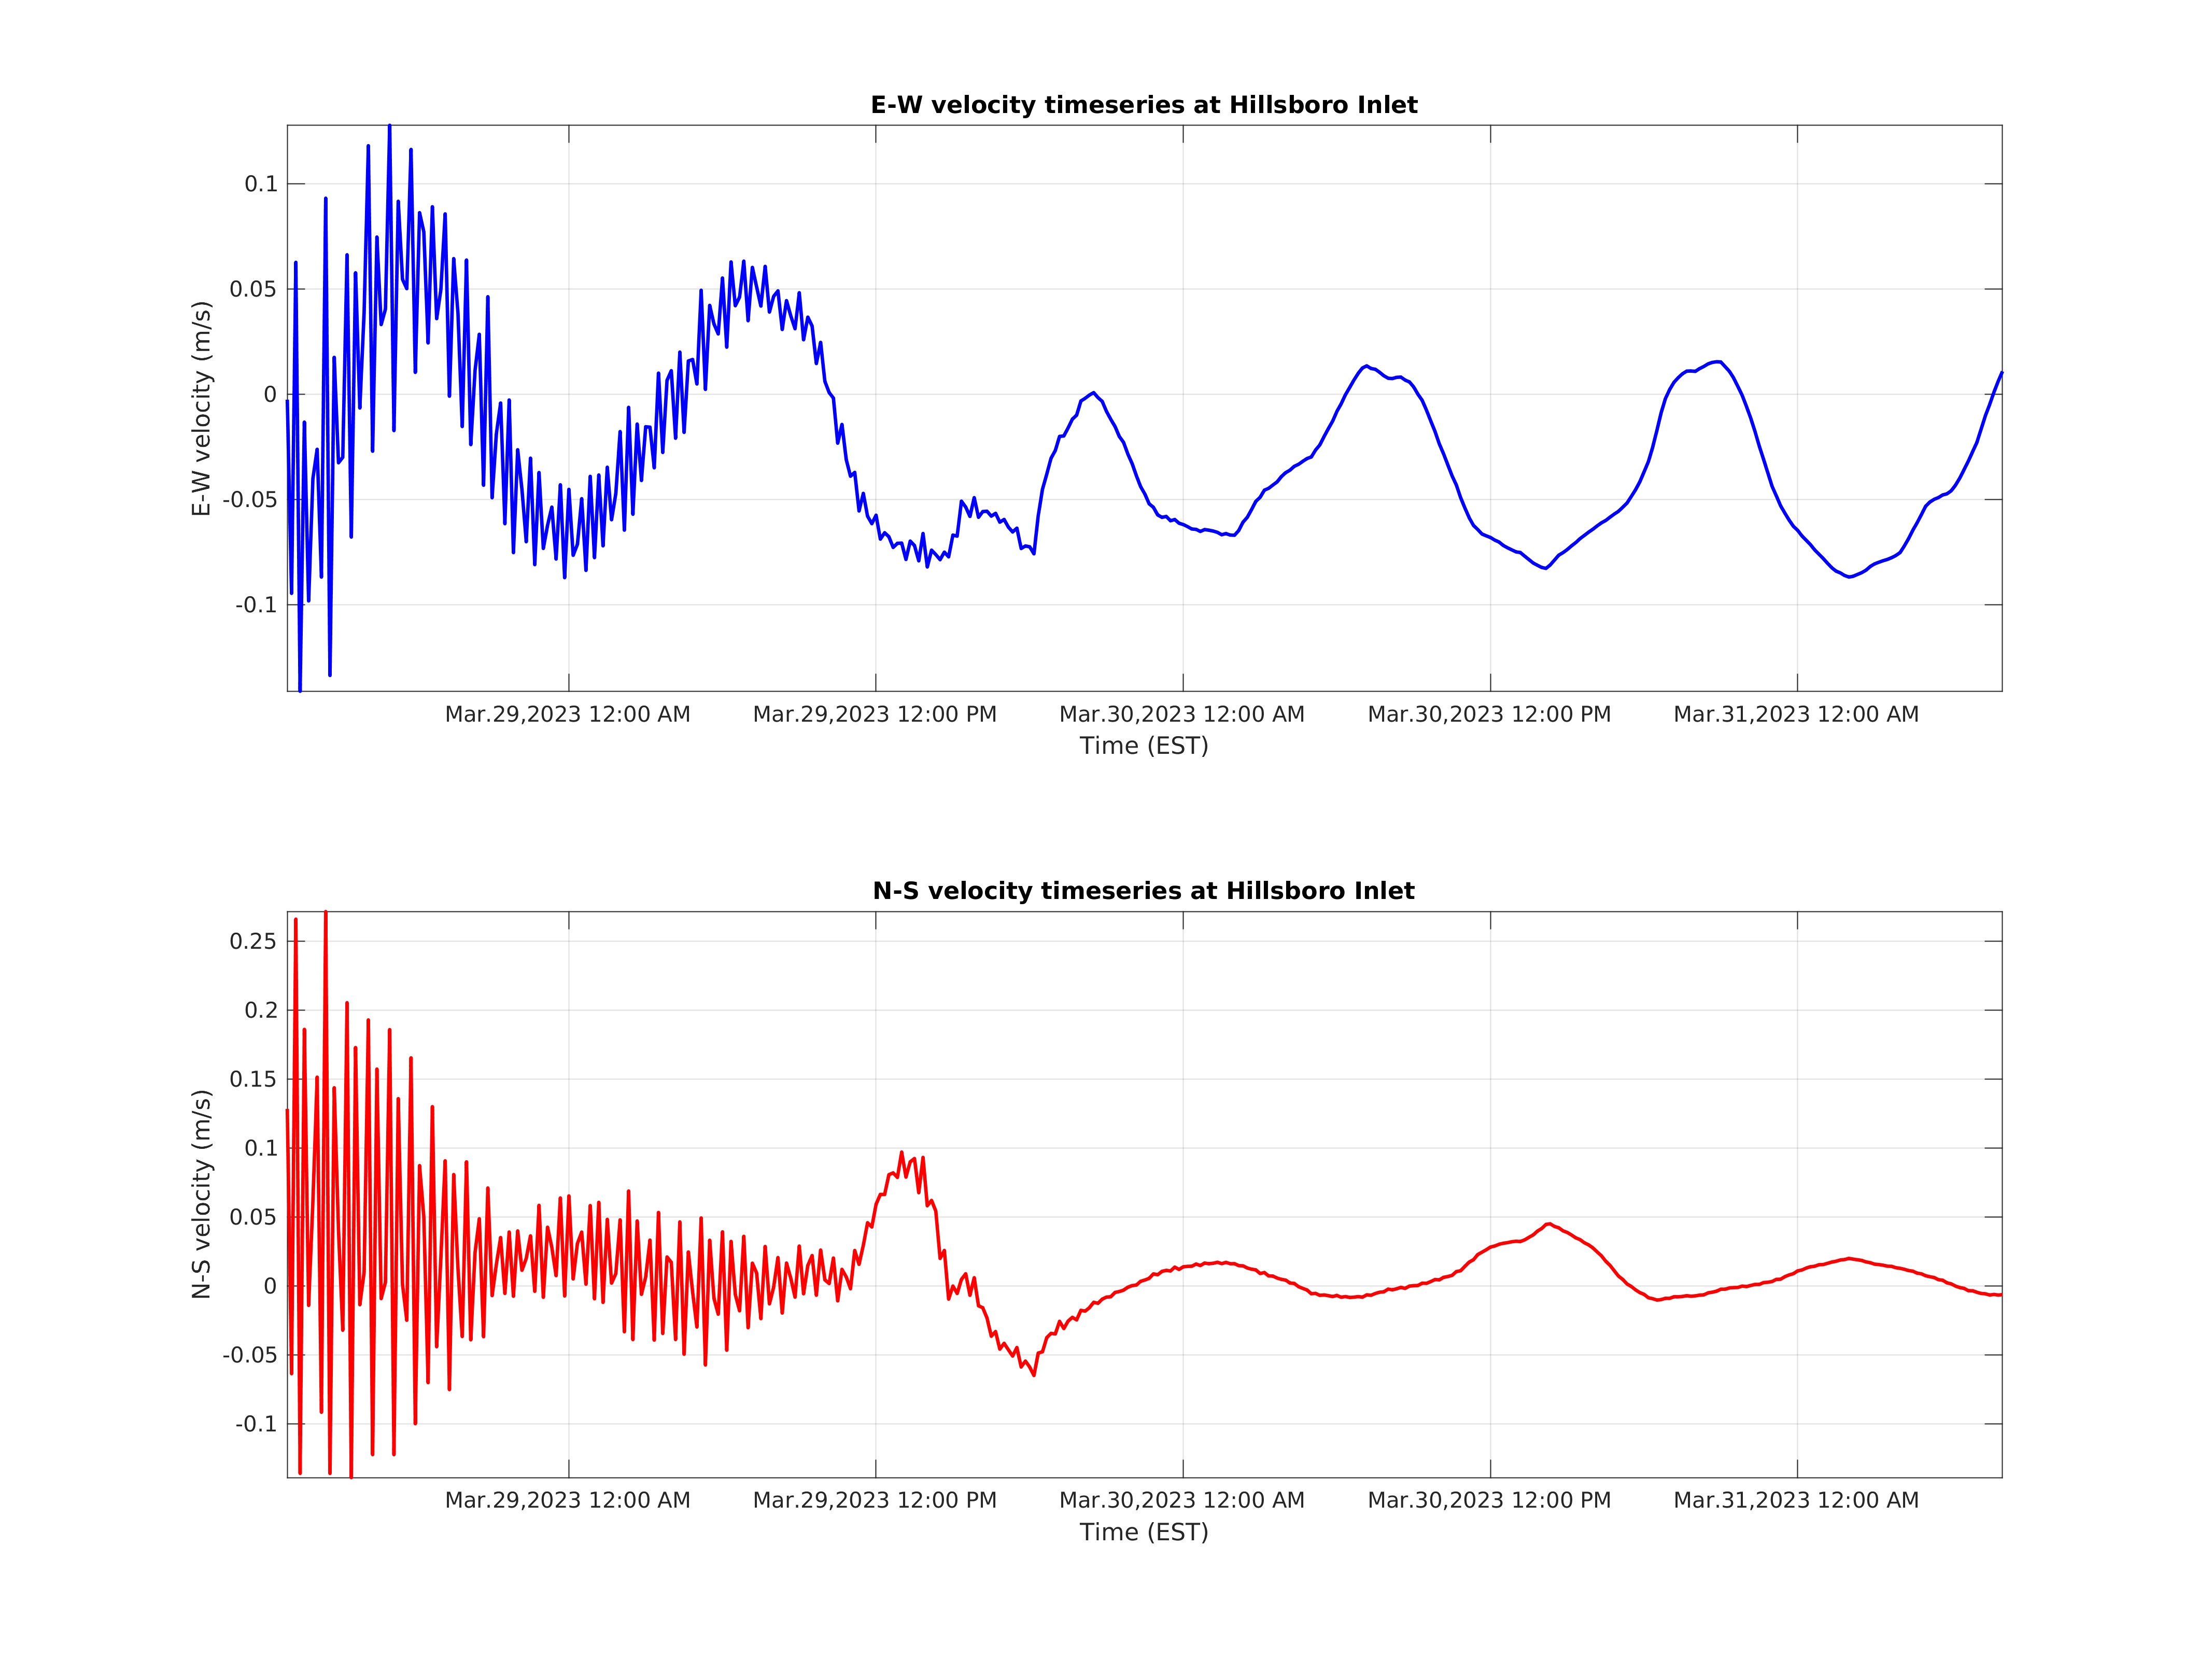 E-W velocity timeseries at Hillsboro Inlet
0.1
0.05
0
-0.05
-0.1
E-W velocity (m/s)
Mar.29,2023 12:00 AM Mar.29,2023 12:00 PM Mar.30,2023 12:00 AM Mar.30,2023 12:00 PM Mar.31,2023 12:00 AM
Time (EST)
N-S velocity timeseries at Hillsboro Inlet
0.25
0.2
0.15
0.1
0.05
0
-0.05
-0.1
N-S velocity (m/s)
Mar.29,2023 12:00 AM Mar.29,2023 12:00 PM Mar.30,2023 12:00 AM Mar.30,2023 12:00 PM Mar.31,2023 12:00 AM
Time (EST)